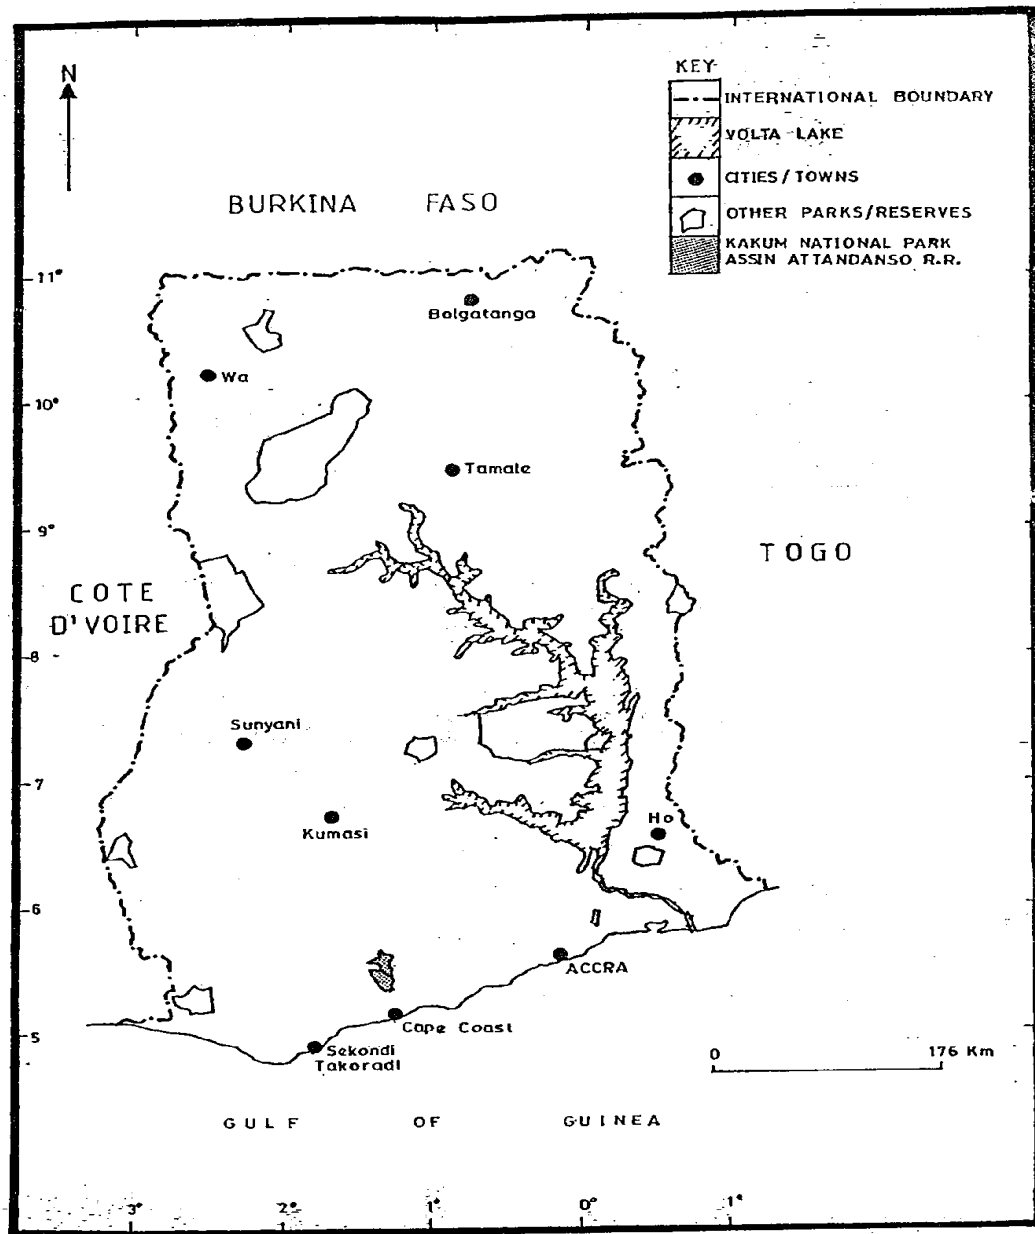 N
KEY
INTERNATIONAL BOUNDARY
VOLTA LAKE
CITIES/TOWNS
OTHER PARKS/RESERVES
KAKUM NATIONAL PARK
ASSIN ATTANDANSO R.R.
BURKINA FASO
11°
Bolgatanga
Wa
10°
Tamale
9°
TOGO
COTE
D'VOIRE
8
Sunyani
7
Ho
Kumasi
6
ACCRA
Cape Coast
5
Sekondi
Takoradi
0 176 Km
GULF OF GUINEA
3° 2° 1° 0° 1°